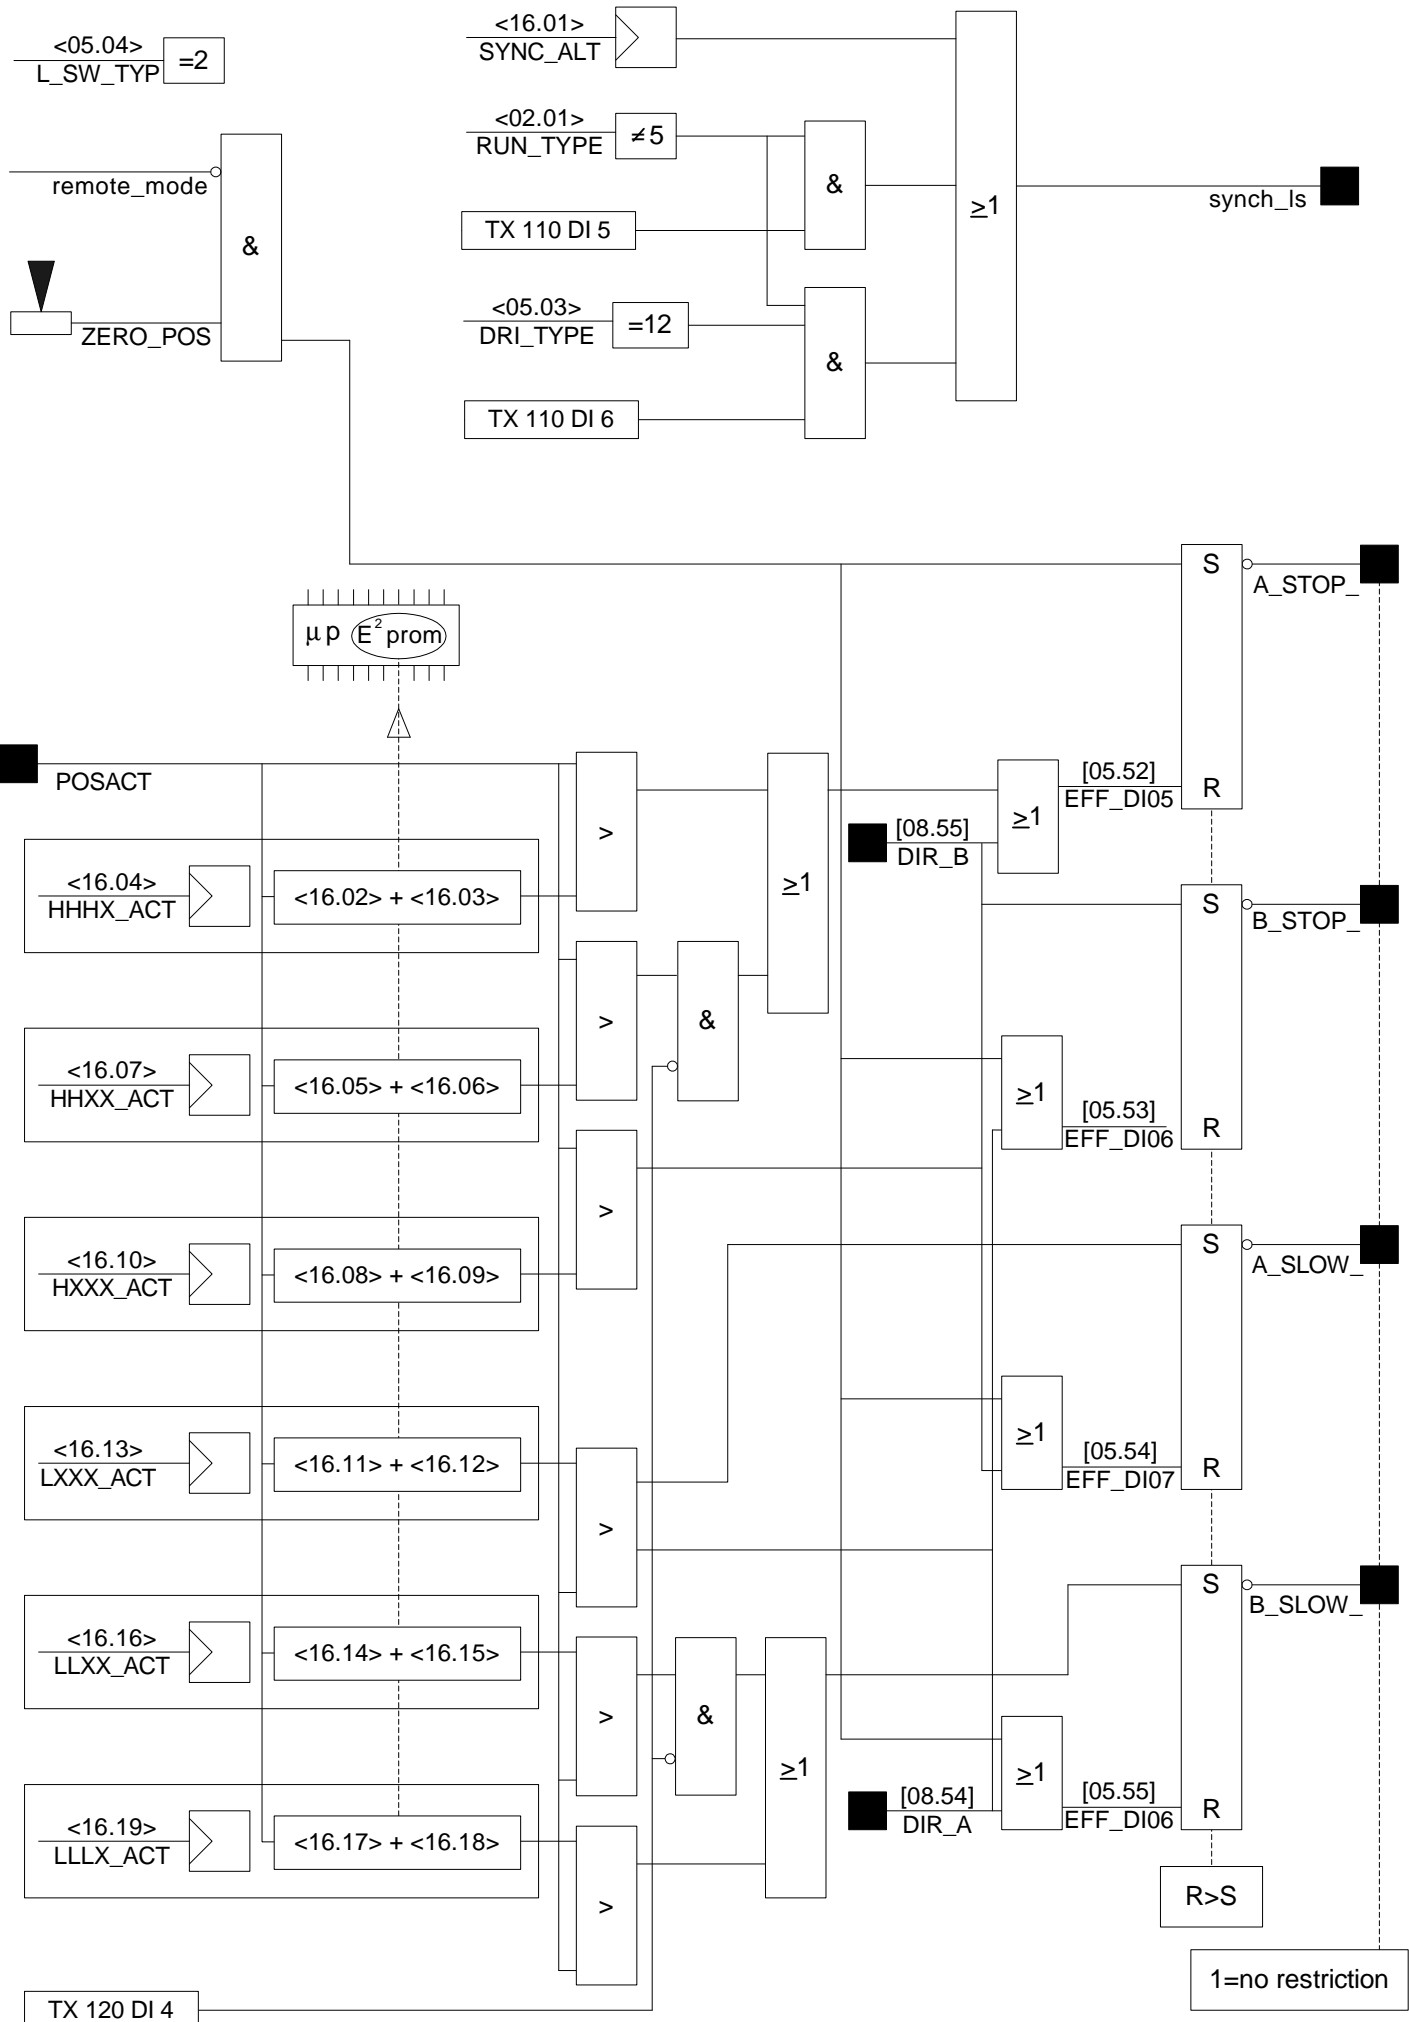 <05.04>
L_SW_TYP
=2
<16.01>
SYNC_ALT
<02.01>
RUN_TYPE
≠5
remote_mode
&
&
≥1
synch_ls
TX 110 DI 5
ZERO_POS
<05.03>
DRI_TYPE
=12
&
TX 110 DI 6
S
A_STOP_
μp E² prom
POSACT
>
[05.52]
EFF_DI05
R
≥1
[08.55]
DIR_B
≥1
<16.04>
HHHX_ACT
<16.02> + <16.03>
S
B_STOP_
>
&
<16.07>
HHXX_ACT
<16.05> + <16.06>
≥1
[05.53]
EFF_DI06
R
>
<16.10>
HXXX_ACT
<16.08> + <16.09>
S
A_SLOW_
<16.13>
LXXX_ACT
<16.11> + <16.12>
≥1
[05.54]
EFF_DI07
R
>
<16.16>
LLXX_ACT
<16.14> + <16.15>
S
B_SLOW_
>
&
≥1
≥1
[08.54]
DIR_A
[05.55]
EFF_DI06
R
<16.19>
LLLX_ACT
<16.17> + <16.18>
>
R>S
1=no restriction
TX 120 DI 4